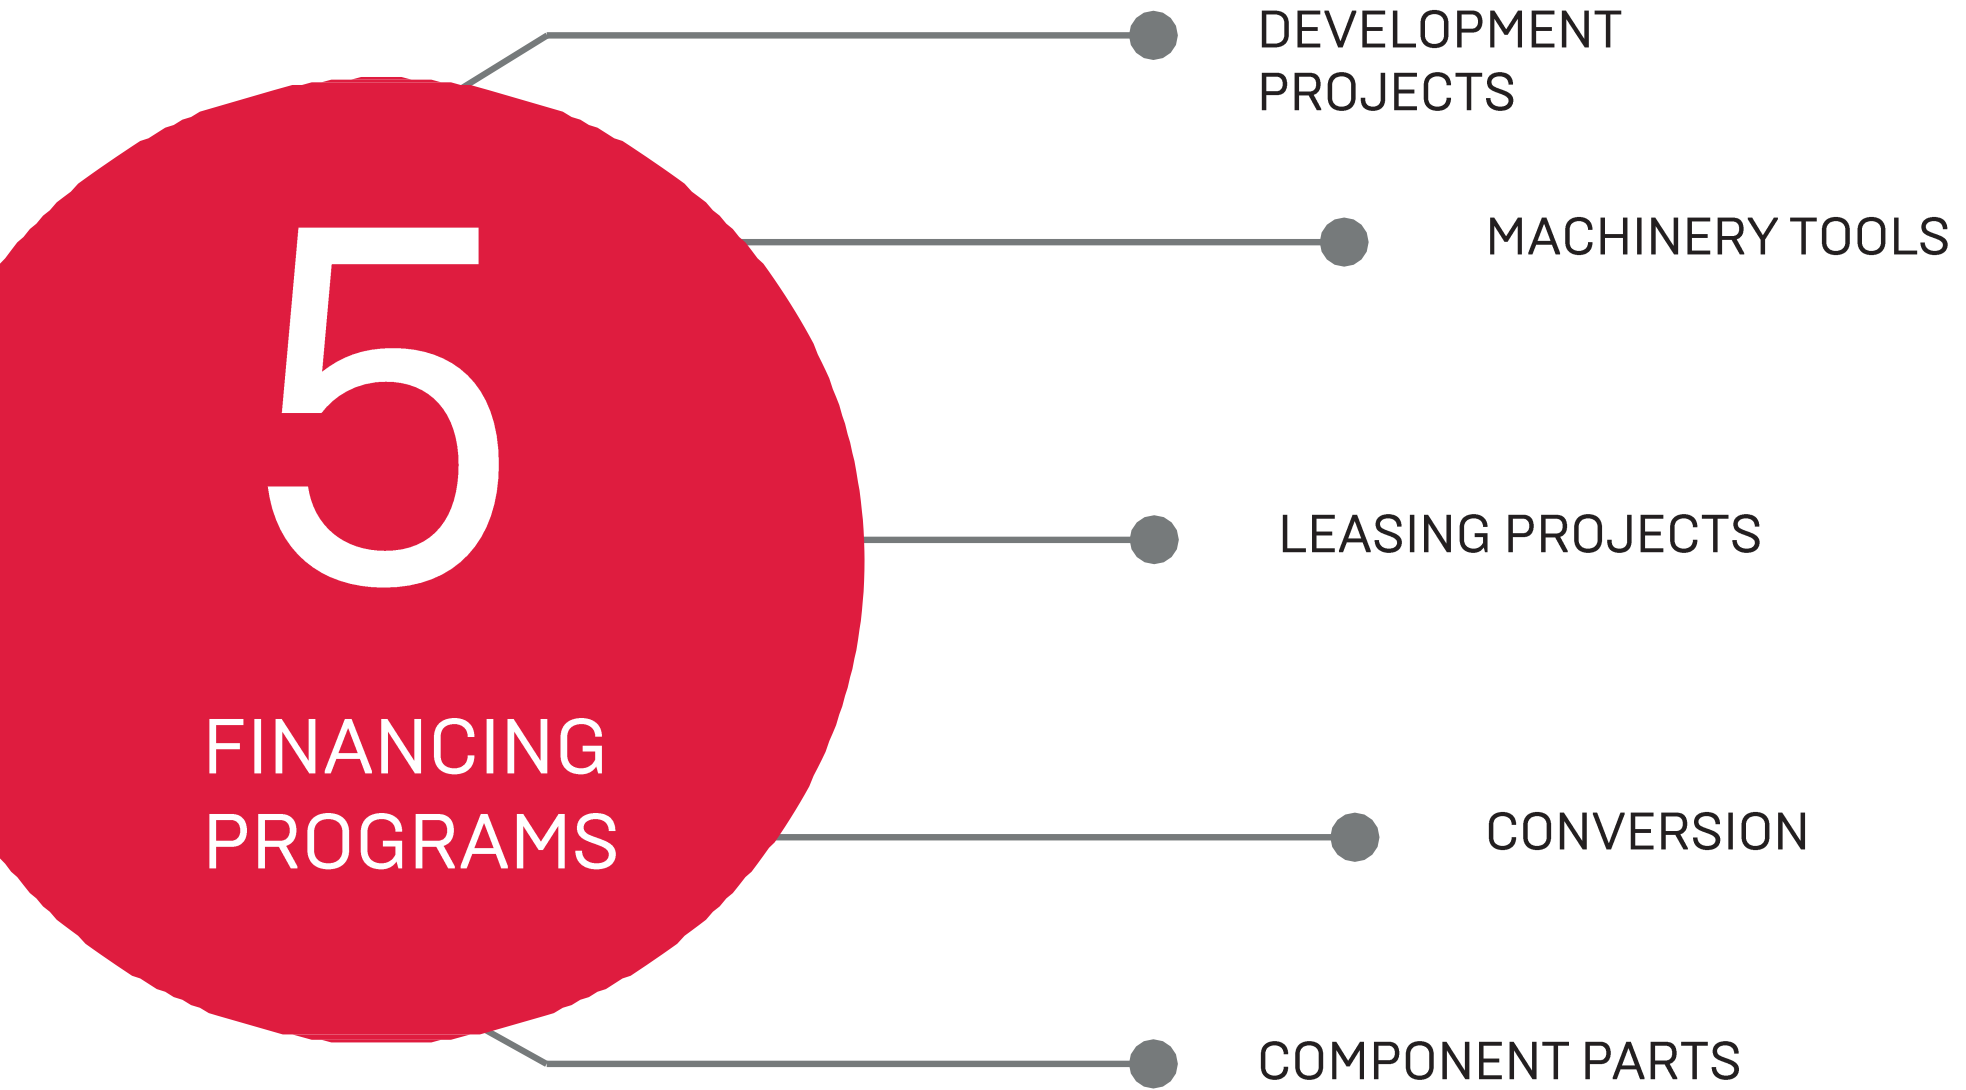 5
FINANCING
PROGRAMS
DEVELOPMENT
PROJECTS
MACHINERY TOOLS
LEASING PROJECTS
CONVERSION
COMPONENT PARTS